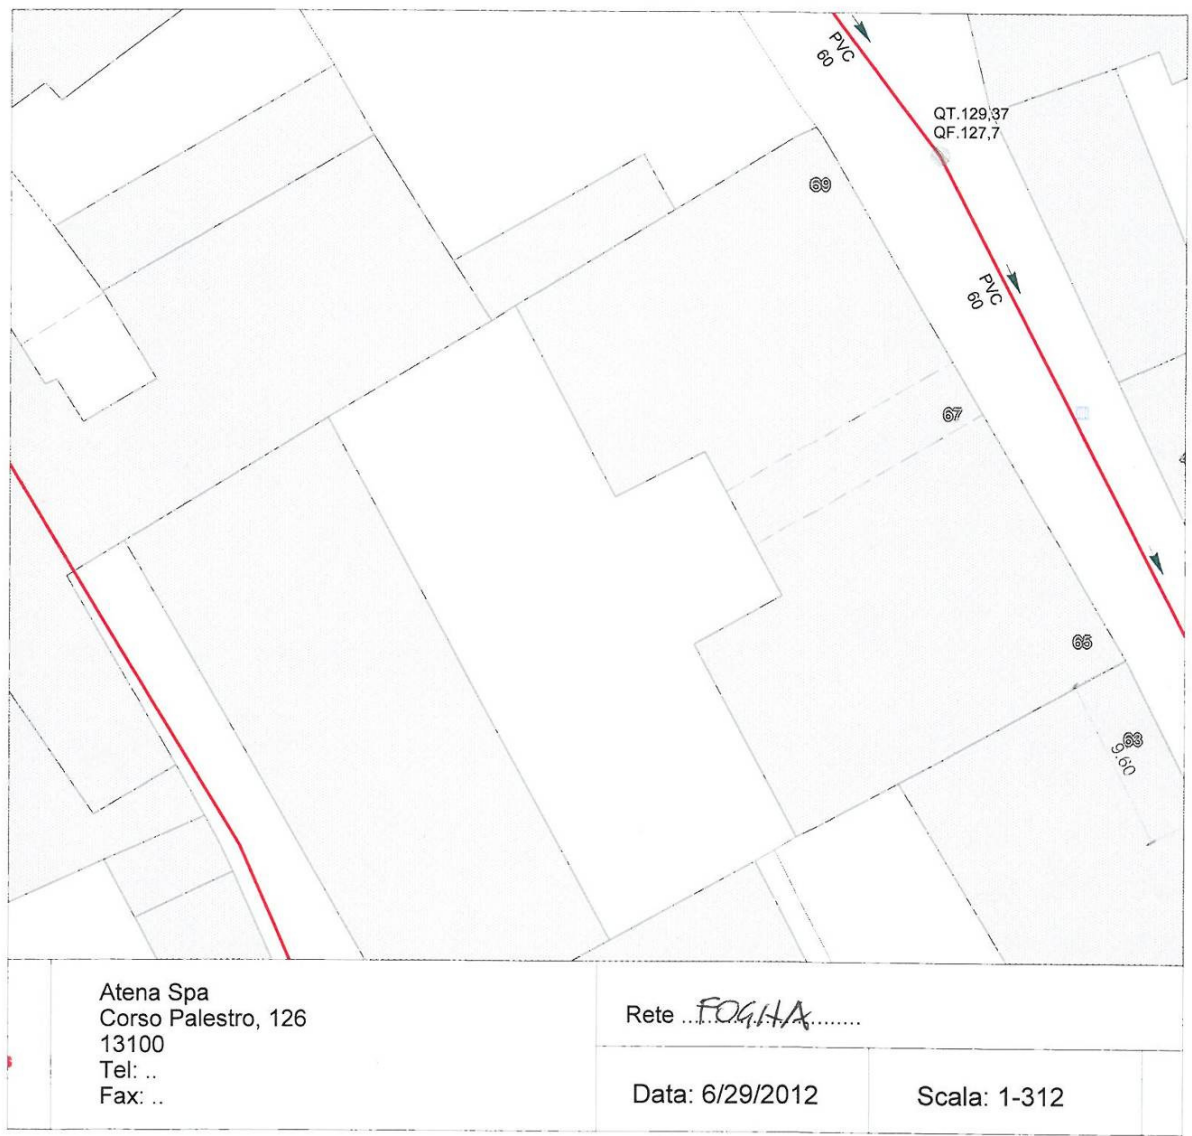 PVC
60
QT.129,37
QF.127,7
69
PVC
60
67
65
63
9.60
Atena Spa
Corso Palestro, 126
13100
Tel: ..
Fax: ..
Rete ..FOGHA........
Data: 6/29/2012
Scala: 1-312